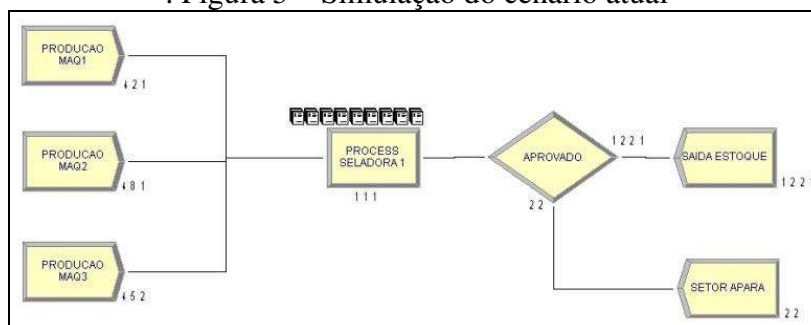 . Figura 3 – Simulação do cenário atual
PRODUCAO
MAQ1
421
PRODUCAO
MAQ2
481
PRODUCAO
MAQ3
452
PROCESS
SELADORA 1
111
APROVADO
1221
22
SAIDA ESTOQUE
1221
SETOR APARA
22